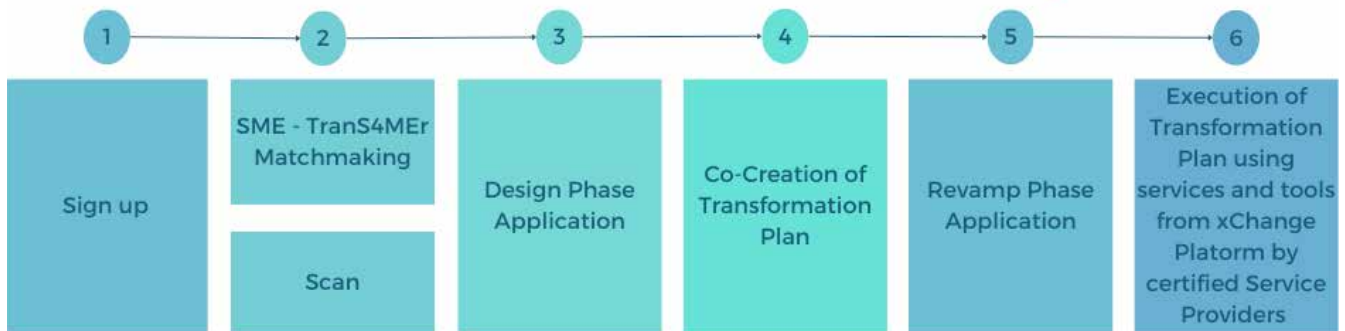 1
2
3
4
5
6
Sign up
SME - TranS4MEr
Matchmaking
Scan
Design Phase
Application
Co-Creation of
Transformation
Plan
Revamp Phase
Application
Execution of
Transformation
Plan using
services and tools
from xChange
Platorm by
certified Service
Providers